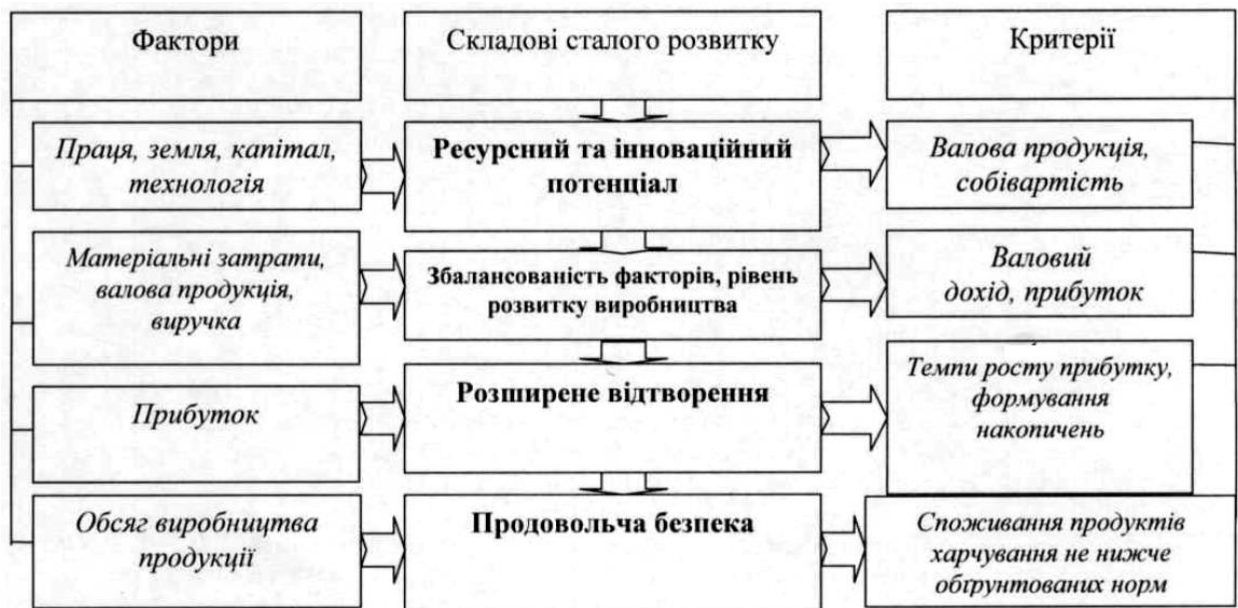 Фактори
Складові сталого розвитку
Критерії
Праця, земля, капітал,
технологія
Ресурсний та інноваційний
потенціал
Валова продукція,
собівартість
Матеріальні затрати,
валова продукція,
виручка
Збалансованість факторів, рівень
розвитку виробництва
Валовий
дохід, прибуток
Прибуток
Розширене відтворення
Темпи росту прибутку,
формування
накопичень
Обсяг виробництва
продукції
Продовольча безпека
Споживання продуктів
харчування не нижче
обґрунтованих норм